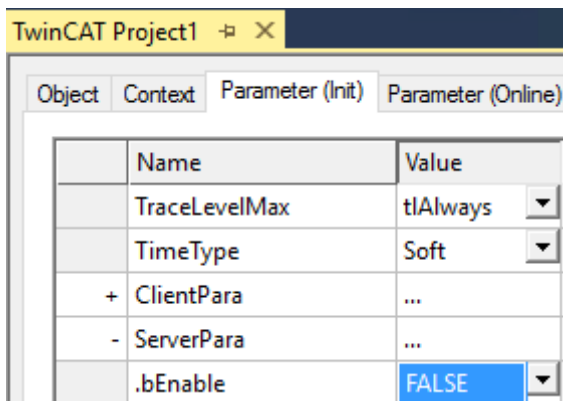 TwinCAT Project1
Object Context Parameter (Init) Parameter (Online)
Name Value
TraceLevelMax tlAlways
TimeType Soft
+ ClientPara ...
- ServerPara ...
.bEnable FALSE